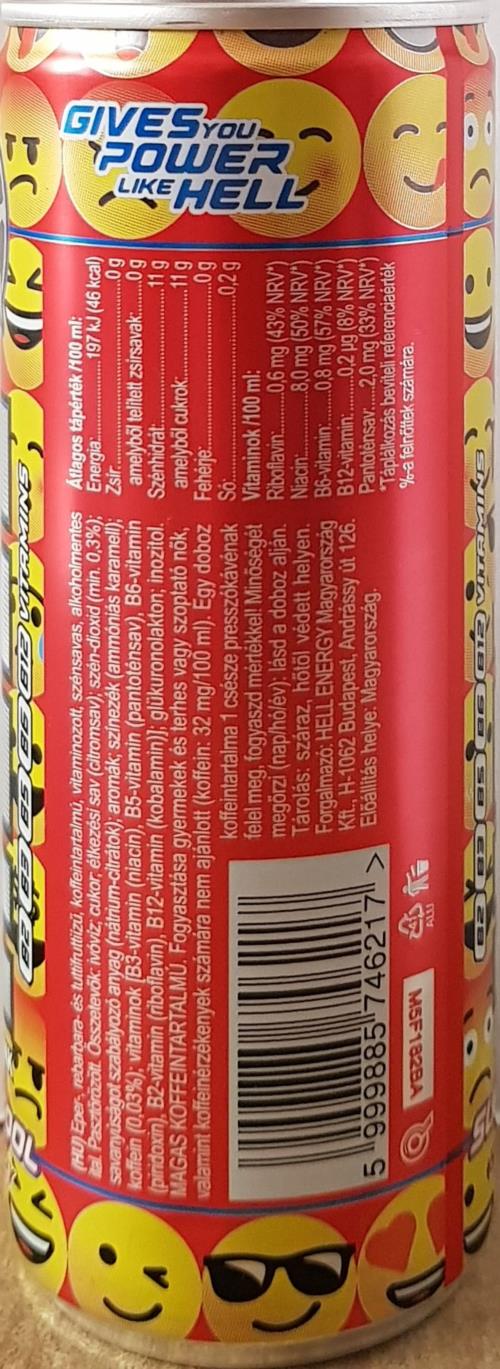 GIVES YOU
POWER
LIKE HELL
(HU) Eper-, rebarbara- és tuttifruttiízű, koffeintartalmú, vitaminozott, szénsavas, alkoholmentes
ital. Pasztőrözött. Összetevők: ivóvíz, cukor, étkezési sav (citromsav), szén-dioxid (min. 0,3%);
savanyúságot szabályozó anyag (nátrium-citrátok); aromák; színezék (ammóniás karamell);
koffein (0,03%); vitaminok [B3-vitamin (niacin), B5-vitamin (pantoténsav), B6-vitamin
(piridoxin), B2-vitamin (riboflavin), B12-vitamin (kobalamin)]; glükuronolakton; inozitol.
MAGAS KOFFEINTARTALMÚ. Fogyasztása gyermekek és terhes vagy szoptató nők,
valamint koffeinérzékenyek számára nem ajánlott (koffein: 32 mg/100 ml). Egy doboz
koffeintartalma 1 csésze presszókávénak
felel meg, fogyaszd mértékkel! Minőségét
megőrzi (nap/hó/év): lásd a doboz alján.
Tárolás: száraz, hőtől védett helyen.
Forgalmazó: HELL ENERGY Magyarország
Kft., H-1062 Budapest, Andrássy út 126.
Előállítás helye: Magyarország.
Átlagos tápérték /100 ml:
Energia 197 kJ (46 kcal)
Zsír 0 g
amelyből telített zsírsavak 0 g
Szénhidrát 11 g
amelyből cukrok 11 g
Fehérje 0 g
Só 0,2 g
Vitaminok /100 ml:
Riboflavin 0,6 mg (43% NRV*)
Niacin 8,0 mg (50% NRV*)
B6-vitamin 0,8 mg (57% NRV*)
B12-vitamin 0,2 µg (8% NRV*)
Pantoténsav 2,0 mg (33% NRV*)
*Táplálkozási beviteli referenciaérték
%-a felnőttek számára.
5 999885 746217 >
M5F182BA
ALU
B2 B3 B5 B6 B12 VITAMINS
B2 B3 B5 B6 B12 VITAMINS